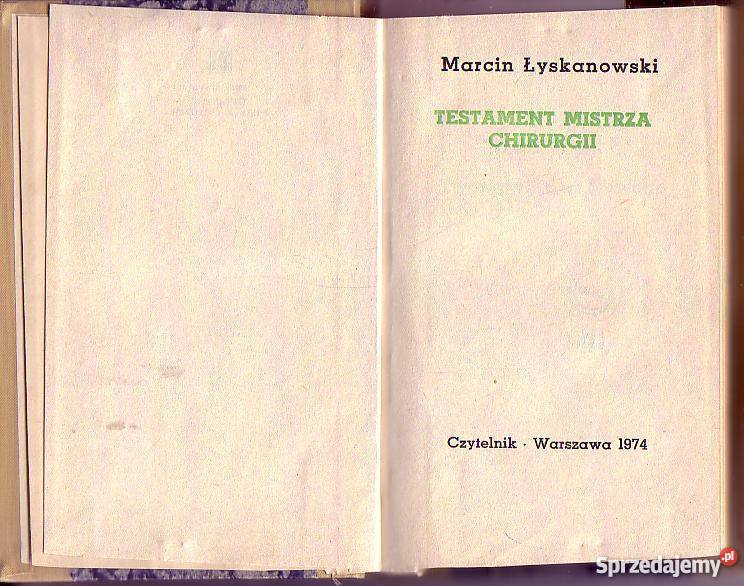 Marcin Łyskanowski
TESTAMENT MISTRZA
CHIRURGII
Czytelnik · Warszawa 1974
Sprzedajemy.pl